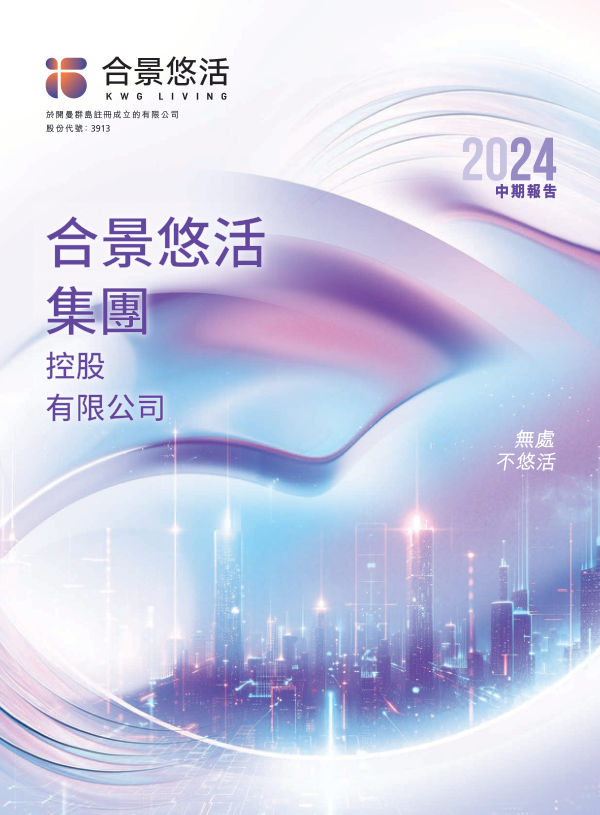 合景悠活
KWG LIVING
於開曼群島註冊成立的有限公司
股份代號：3913
2024
中期報告
合景悠活
集團
控股
有限公司
無處
不悠活